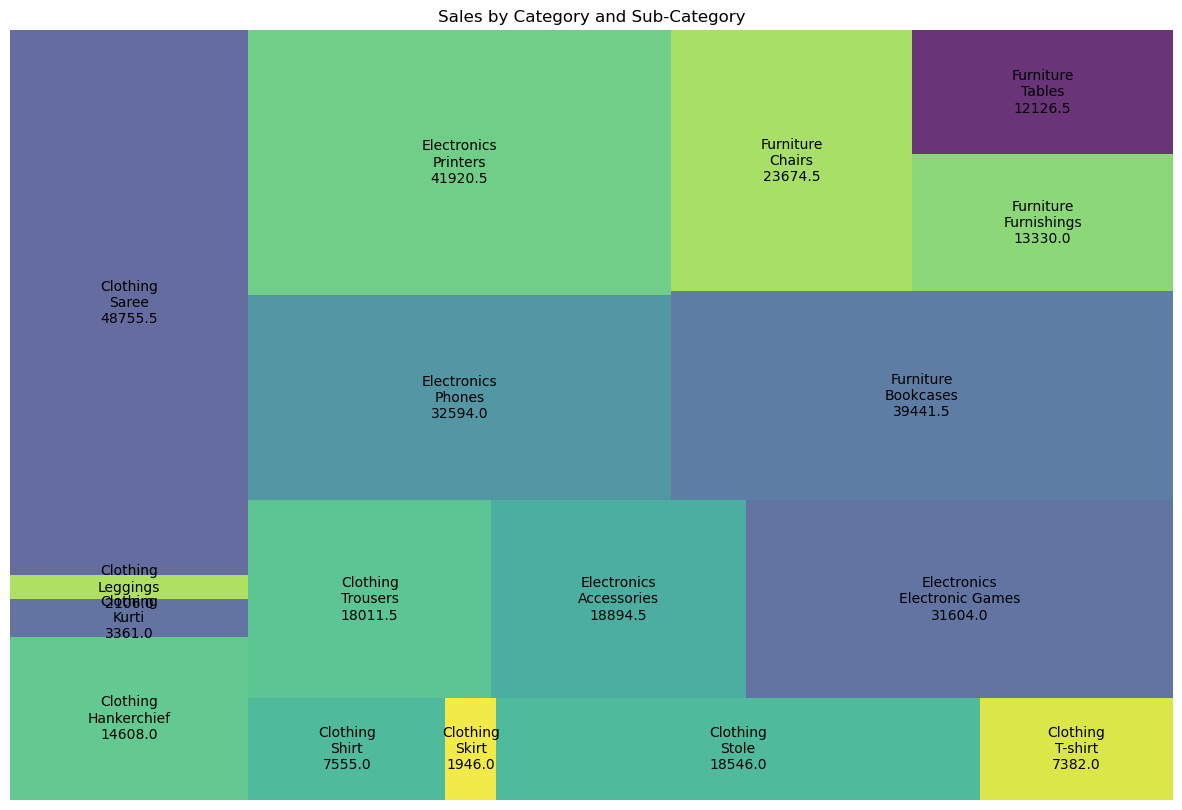 Sales by Category and Sub-Category
Clothing
Saree
48755.5
Electronics
Printers
41920.5
Furniture
Chairs
23674.5
Furniture
Tables
12126.5
Furniture
Furnishings
13330.0
Electronics
Phones
32594.0
Furniture
Bookcases
39441.5
Clothing
Leggings
2106.0
Clothing
Kurti
3361.0
Clothing
Hankerchief
14608.0
Clothing
Trousers
18011.5
Electronics
Accessories
18894.5
Electronics
Electronic Games
31604.0
Clothing
Shirt
7555.0
Clothing
Skirt
1946.0
Clothing
Stole
18546.0
Clothing
T-shirt
7382.0